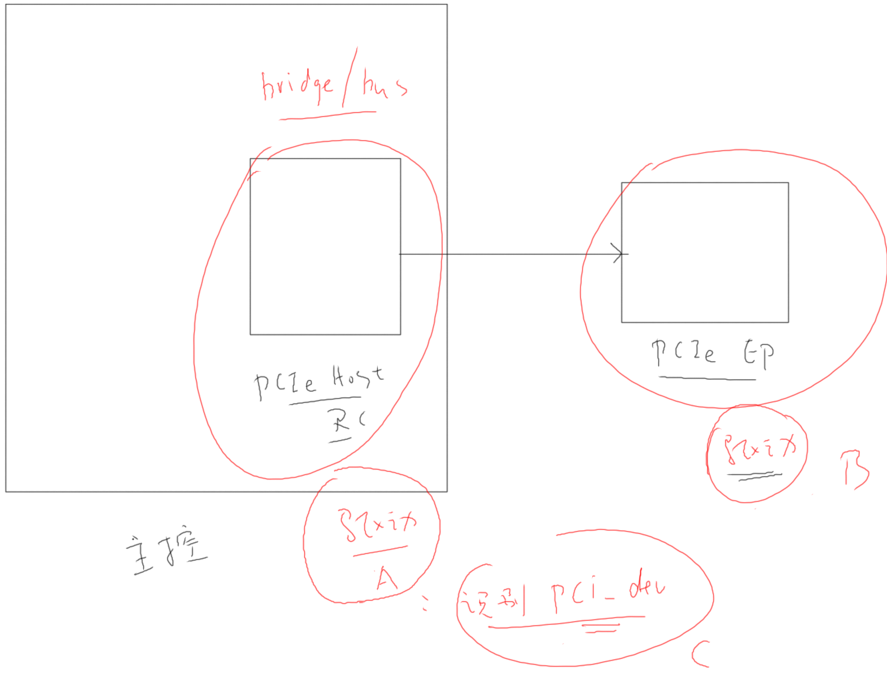 bridge/bus
PCIe Host
RC
PCIe EP
驱动
B
主控
驱动
A
: 识别 PCi_dev
C